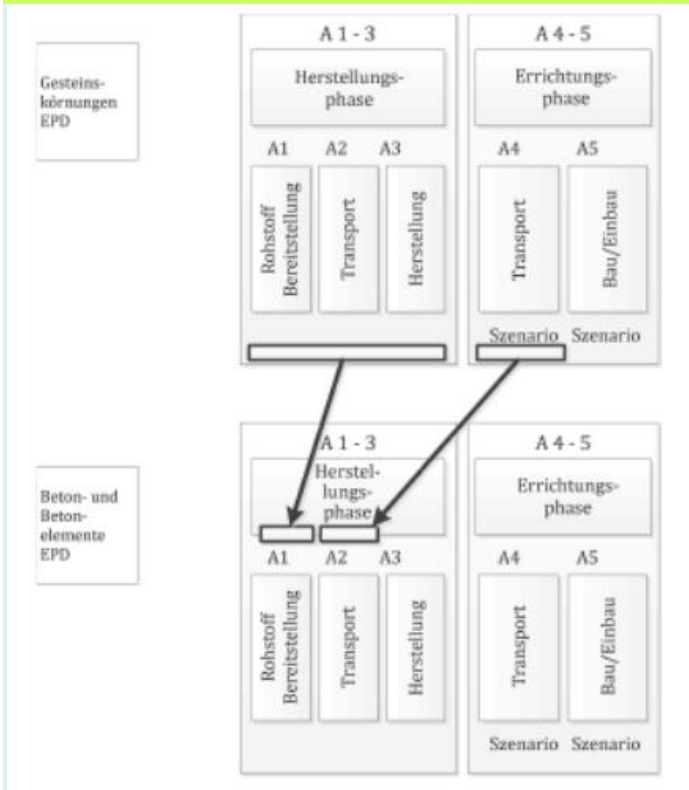 A 1 - 3
A 4 - 5
Gesteins-
körnungen
EPD
Herstellungs-
phase
Errichtungs-
phase
A1
A2
A3
A4
A5
Rohstoff
Bereitstellung
Transport
Herstellung
Transport
Bau/Einbau
Szenario
Szenario
A 1 - 3
A 4 - 5
Beton- und
Beton-
elemente
EPD
Herstel-
lungs-
phase
Errichtungs-
phase
A1
A2
A3
A4
A5
Rohstoff
Bereitstellung
Transport
Herstellung
Transport
Bau/Einbau
Szenario
Szenario